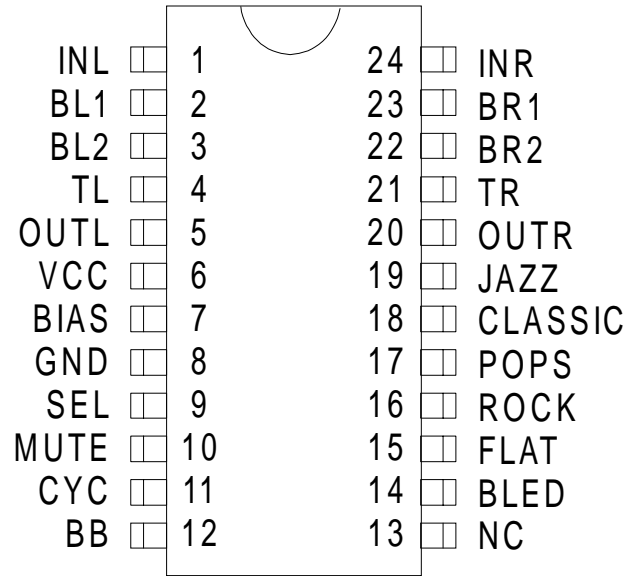 INL 1 24 INR
BL1 2 23 BR1
BL2 3 22 BR2
TL 4 21 TR
OUTL 5 20 OUTR
VCC 6 19 JAZZ
BIAS 7 18 CLASSIC
GND 8 17 POPS
SEL 9 16 ROCK
MUTE 10 15 FLAT
CYC 11 14 BLED
BB 12 13 NC